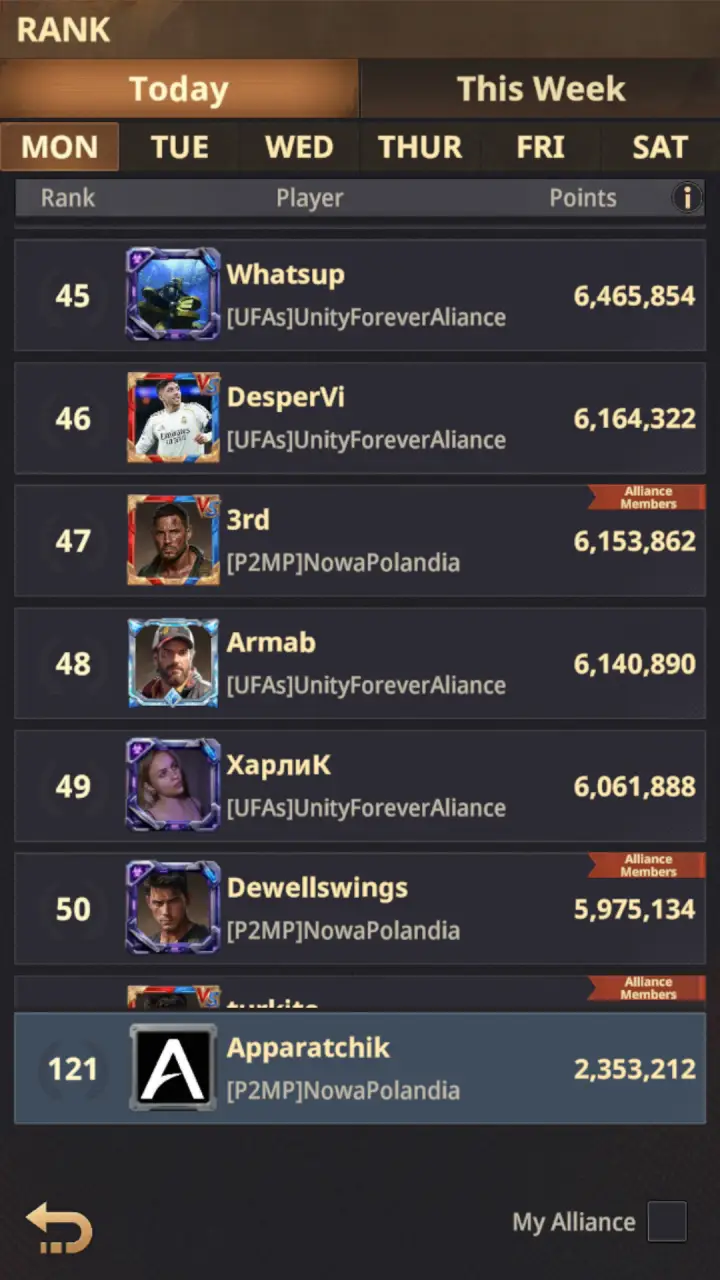 RANK
Today
This Week
MON
TUE
WED
THUR
FRI
SAT
Rank
Player
Points
45
Whatsup
[UFAs]UnityForeverAliance
6,465,854
46
DesperVi
[UFAs]UnityForeverAliance
6,164,322
Alliance
Members
47
3rd
[P2MP]NowaPolandia
6,153,862
48
Armab
[UFAs]UnityForeverAliance
6,140,890
49
ХарлиК
[UFAs]UnityForeverAliance
6,061,888
Alliance
Members
50
Dewellswings
[P2MP]NowaPolandia
5,975,134
Alliance
Members
121
Apparatchik
[P2MP]NowaPolandia
2,353,212
My Alliance